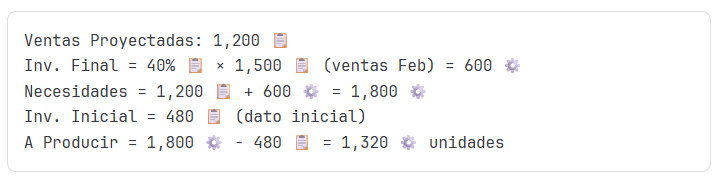 Ventas Proyectadas: 1,200 📋
Inv. Final = 40% 📋 × 1,500 📋 (ventas Feb) = 600 ⚙️
Necesidades = 1,200 📋 + 600 ⚙️ = 1,800 ⚙️
Inv. Inicial = 480 📋 (dato inicial)
A Producir = 1,800 ⚙️ - 480 📋 = 1,320 ⚙️ unidades